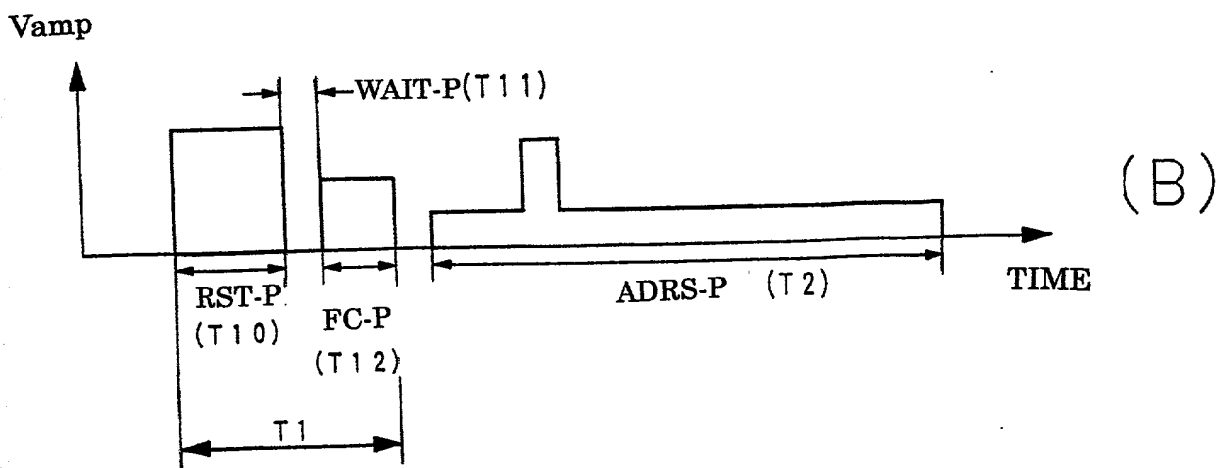 Vamp
WAIT-P(T11)
(B)
RST-P
(T10)
FC-P
(T12)
ADRS-P (T2)
TIME
T1